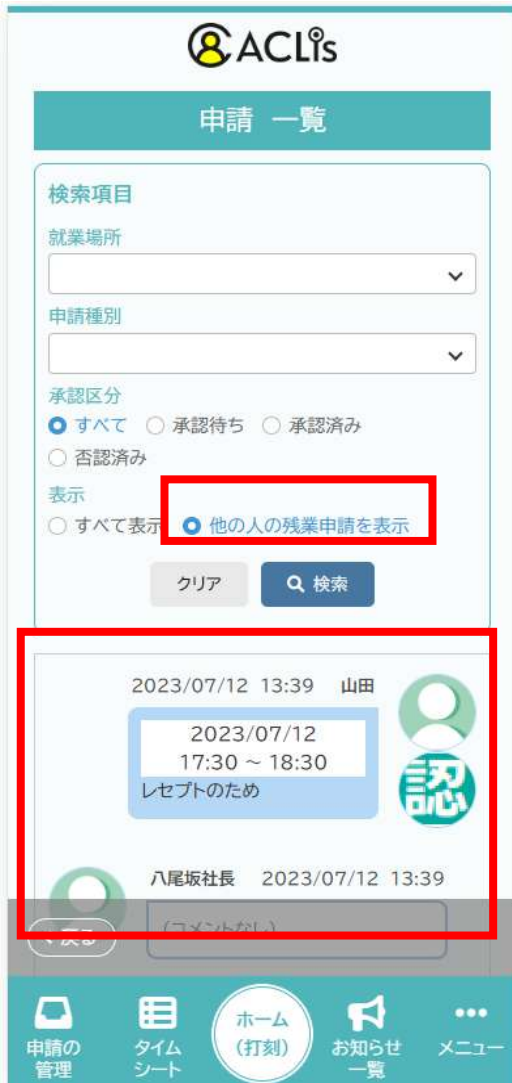 ACLis
申請 一覧
検索項目
就業場所
申請種別
承認区分
すべて 承認待ち 承認済み
否認済み
表示
すべて表示 他の人の残業申請を表示
クリア 検索
2023/07/12 13:39 山田
2023/07/12
17:30 ~ 18:30
レセプトのため
認
八尾坂社長 2023/07/12 13:39
(コメントなし)
戻る
申請の
管理
タイム
シート
ホーム
(打刻)
お知らせ
一覧
メニュー